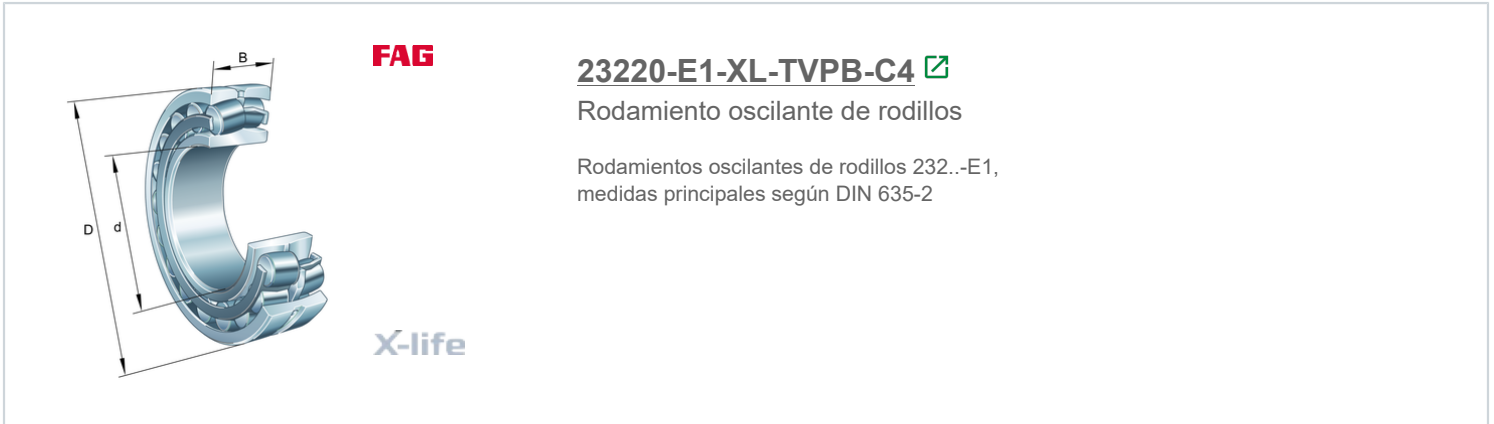 B
FAG
23220-E1-XL-TVPB-C4
Rodamiento oscilante de rodillos
Rodamientos oscilantes de rodillos 232..-E1,
medidas principales según DIN 635-2
D
d
X-life